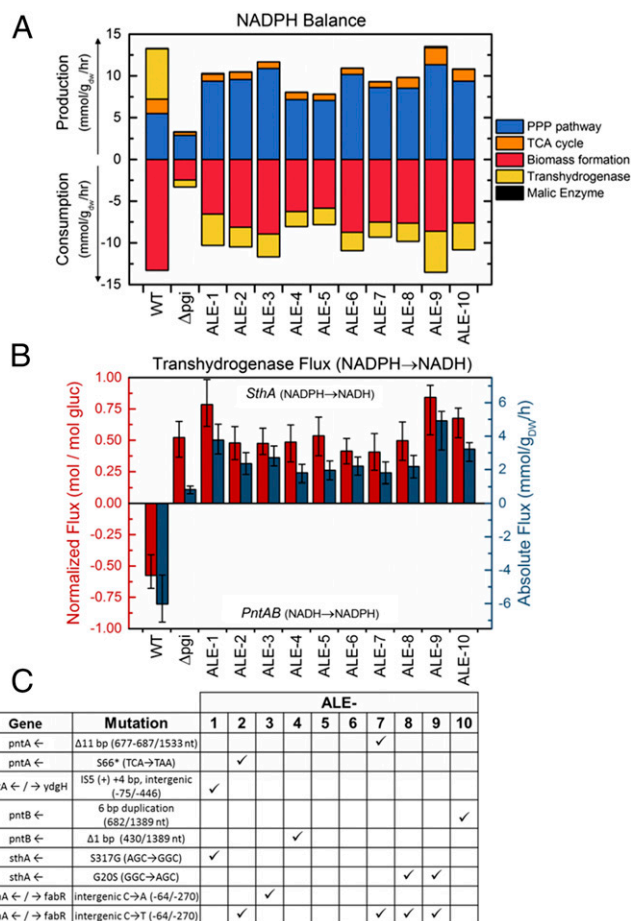 A
NADPH Balance
Production
(mmol/gdw/hr)
Consumption
(mmol/gdw/hr)
15
10
5
0
-5
-10
-15
WT
Δpgi
ALE-1
ALE-2
ALE-3
ALE-4
ALE-5
ALE-6
ALE-7
ALE-8
ALE-9
ALE-10
PPP pathway
TCA cycle
Biomass formation
Transhydrogenase
Malic Enzyme
B
Transhydrogenase Flux (NADPH→NADH)
SthA (NADPH→NADH)
PntAB (NADH→NADPH)
Normalized Flux (mol / mol gluc)
1.00
0.75
0.50
0.25
0.00
-0.25
-0.50
-0.75
-1.00
Absolute Flux (mmol/gDW/h)
6
4
2
0
-2
-4
-6
WT
Δpgi
ALE-1
ALE-2
ALE-3
ALE-4
ALE-5
ALE-6
ALE-7
ALE-8
ALE-9
ALE-10
C
ALE-
Gene Mutation 1 2 3 4 5 6 7 8 9 10
pntA ← Δ11 bp (677-687/1533 nt) ✓
pntA ← S66* (TCA→TAA) ✓
A ← / → ydgH IS5 (+) +4 bp, intergenic (-75/-446) ✓
pntB ← 6 bp duplication (682/1389 nt) ✓
pntB ← Δ1 bp (430/1389 nt) ✓
sthA ← S317G (AGC→GGC) ✓
sthA ← G20S (GGC→AGC) ✓ ✓
A ← / → fabR intergenic C→A (-64/-270) ✓
A ← / → fabR intergenic C→T (-64/-270) ✓ ✓ ✓ ✓